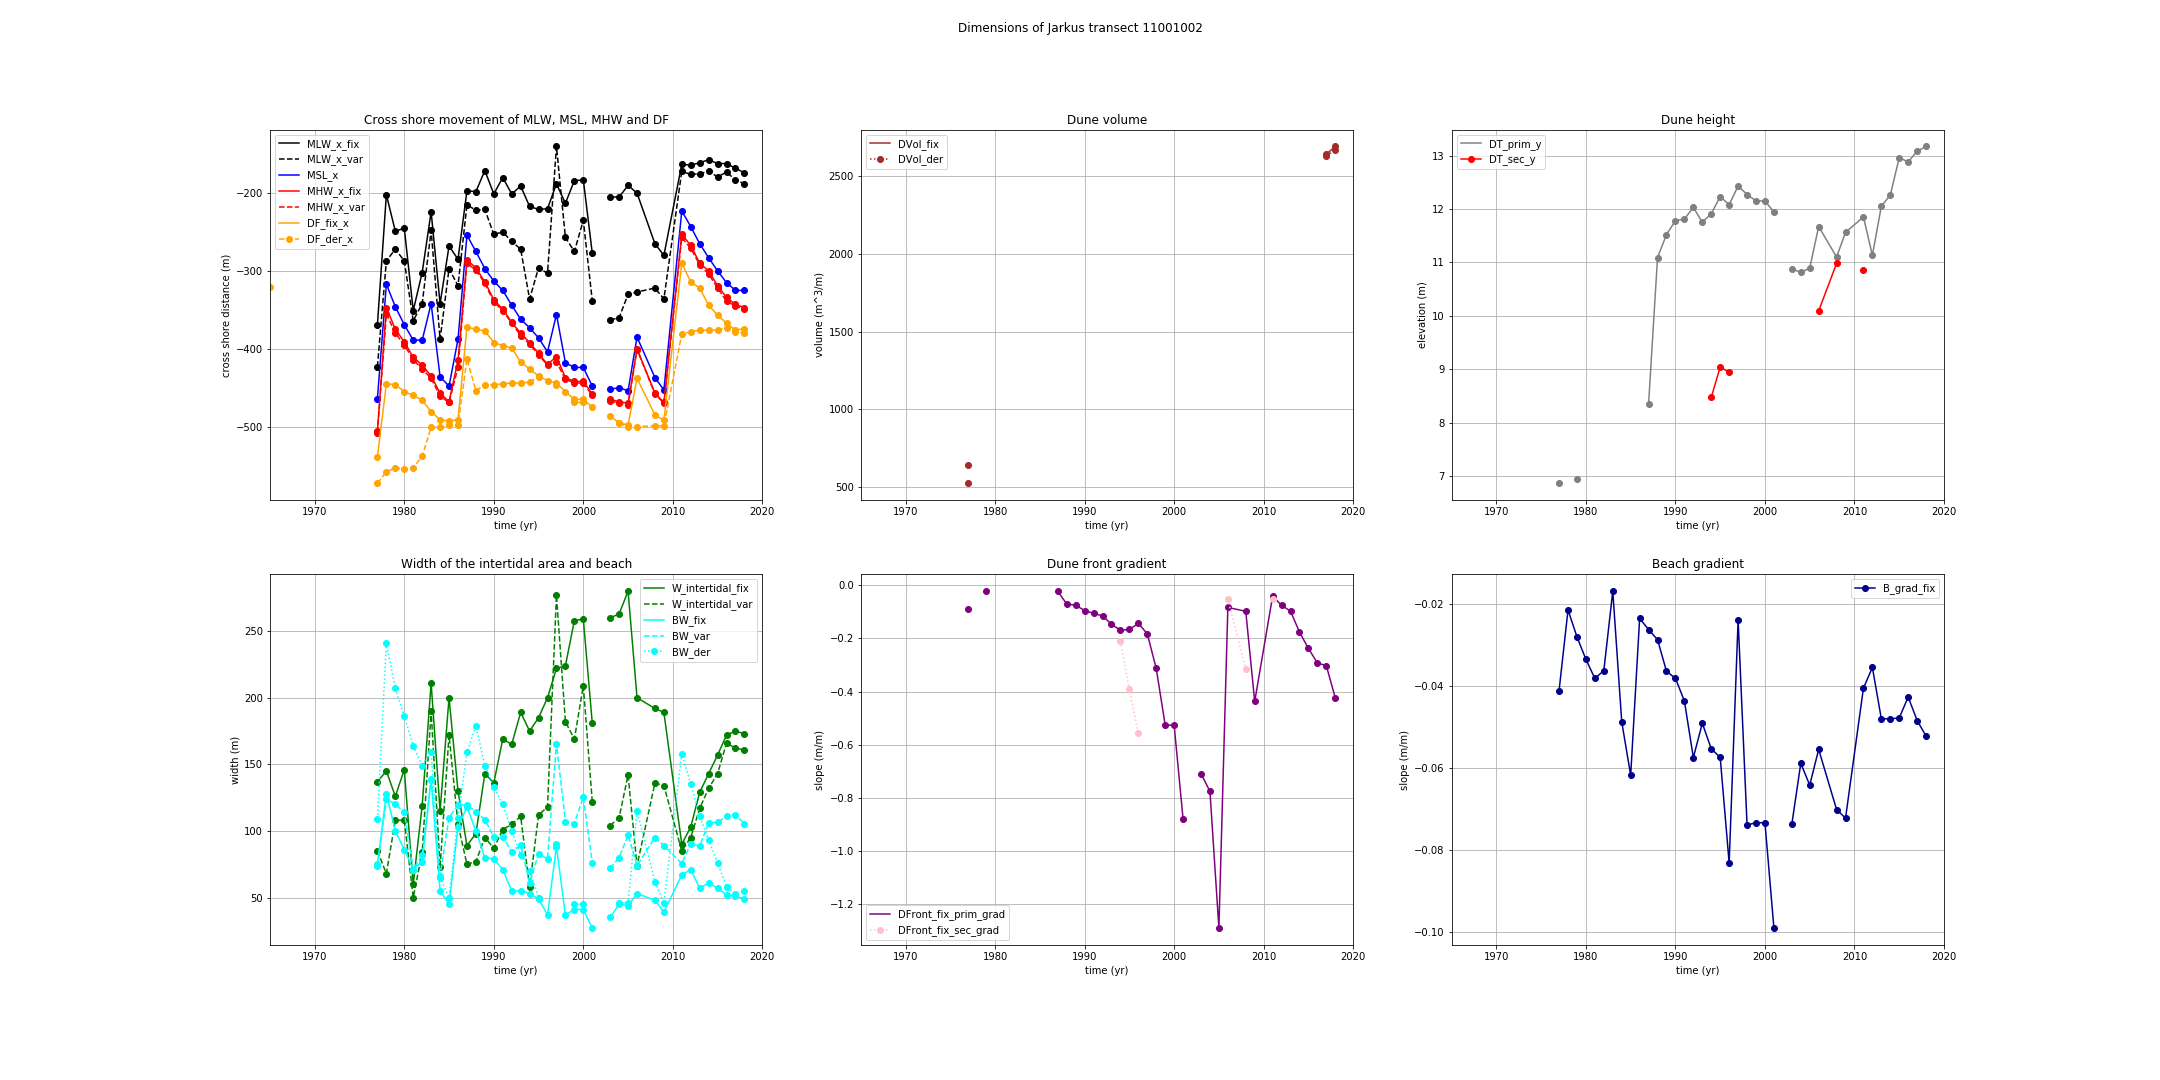 Dimensions of Jarkus transect 11001002
Cross shore movement of MLW, MSL, MHW and DF
MLW_x_fix
MLW_x_var
MSL_x
MHW_x_fix
MHW_x_var
DF_fix_x
DF_der_x
cross shore distance (m)
−200
−300
−400
−500
1970 1980 1990 2000 2010 2020
time (yr)
Dune volume
DVol_fix
DVol_der
volume (m^3/m)
2500
2000
1500
1000
500
1970 1980 1990 2000 2010 2020
time (yr)
Dune height
DT_prim_y
DT_sec_y
elevation (m)
13
12
11
10
9
8
7
1970 1980 1990 2000 2010 2020
time (yr)
Width of the intertidal area and beach
W_intertidal_fix
W_intertidal_var
BW_fix
BW_var
BW_der
width (m)
250
200
150
100
50
1970 1980 1990 2000 2010 2020
time (yr)
Dune front gradient
DFront_fix_prim_grad
DFront_fix_sec_grad
slope (m/m)
0.0
−0.2
−0.4
−0.6
−0.8
−1.0
−1.2
1970 1980 1990 2000 2010 2020
time (yr)
Beach gradient
B_grad_fix
slope (m/m)
−0.02
−0.04
−0.06
−0.08
−0.10
1970 1980 1990 2000 2010 2020
time (yr)